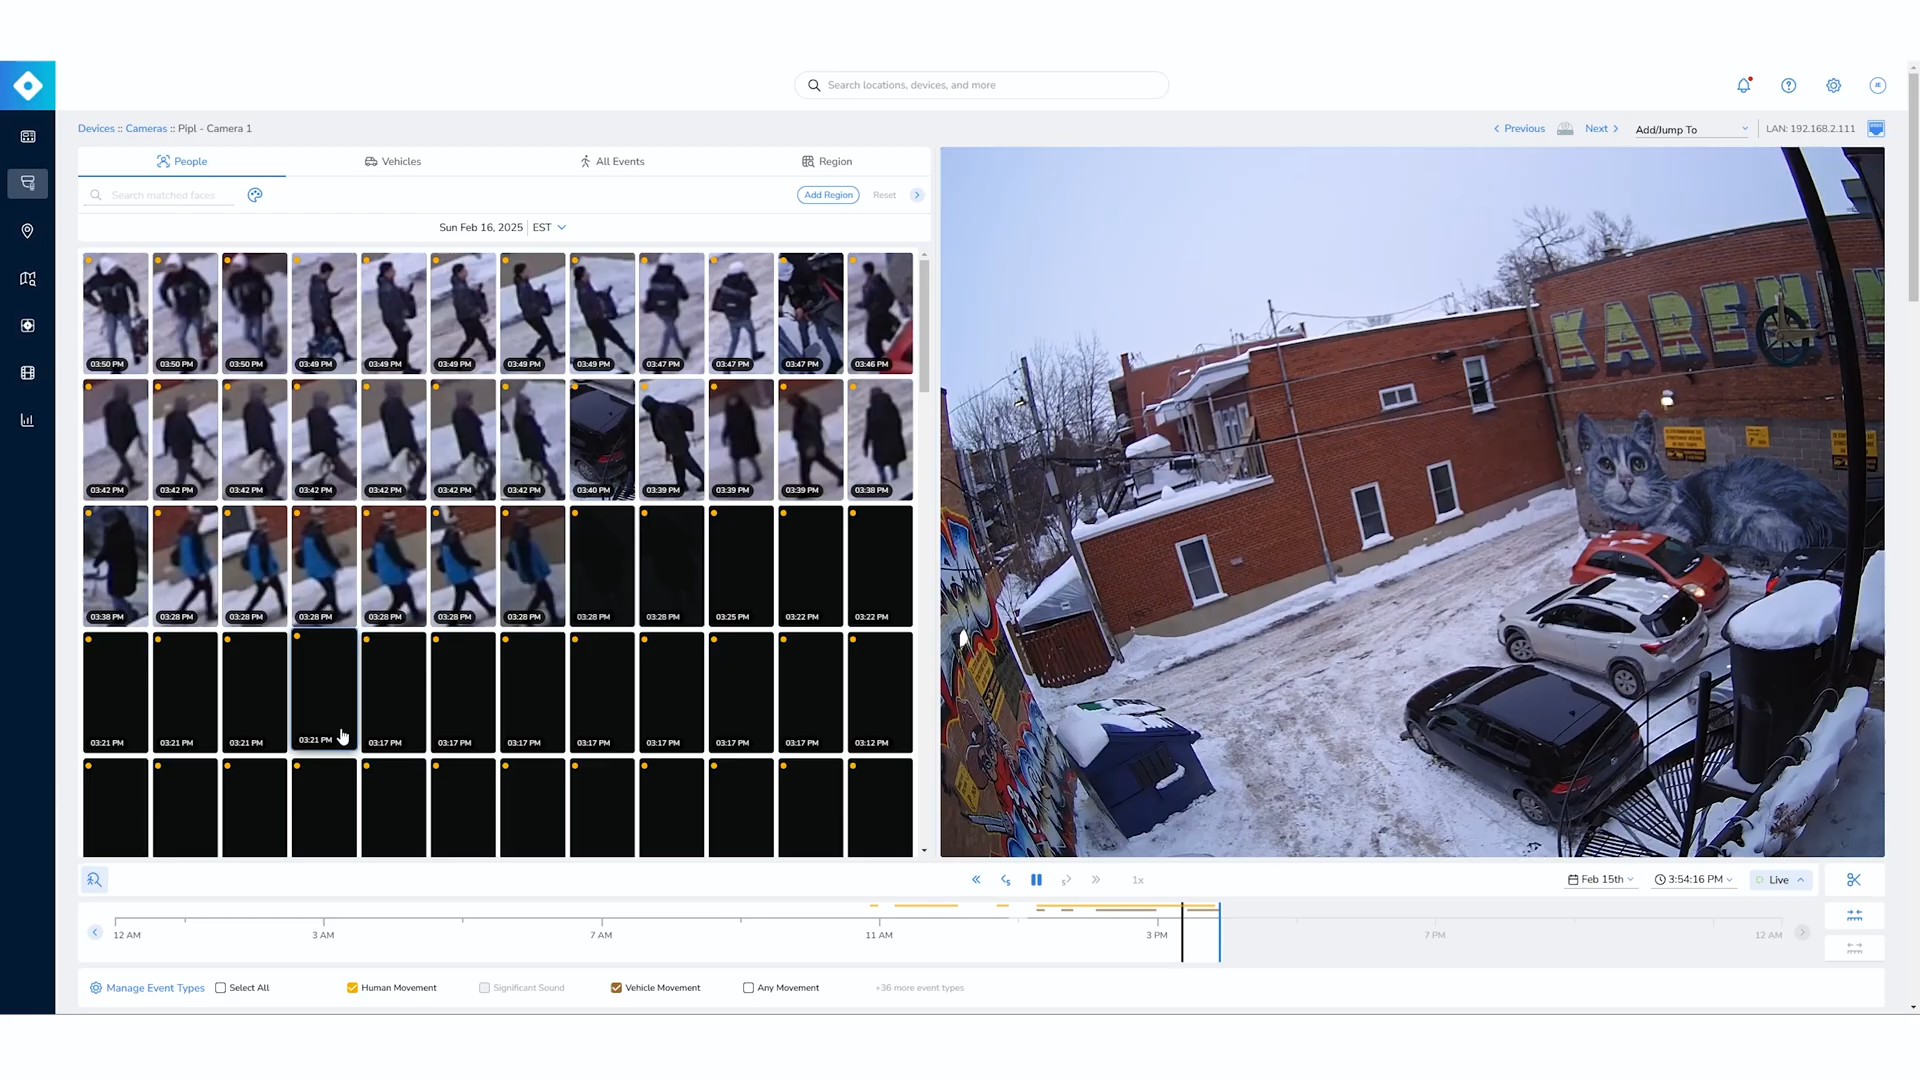 Search locations, devices, and more
Devices :: Cameras :: Pipl - Camera 1
Previous
Next
Add/Jump To
LAN: 192.168.2.111
People
Vehicles
All Events
Region
Search matched faces
Add Region
Reset
Sun Feb 16, 2025 EST
03:50 PM 03:50 PM 03:50 PM 03:49 PM 03:49 PM 03:49 PM 03:49 PM 03:49 PM 03:47 PM 03:47 PM 03:47 PM 03:46 PM
03:42 PM 03:42 PM 03:42 PM 03:42 PM 03:42 PM 03:42 PM 03:42 PM 03:40 PM 03:39 PM 03:39 PM 03:39 PM 03:38 PM
03:38 PM 03:28 PM 03:28 PM 03:28 PM 03:28 PM 03:28 PM 03:28 PM 03:28 PM 03:28 PM 03:25 PM 03:22 PM 03:22 PM
03:21 PM 03:21 PM 03:21 PM 03:21 PM 03:17 PM 03:17 PM 03:17 PM 03:17 PM 03:17 PM 03:17 PM 03:17 PM 03:12 PM
KAREN
1x
Feb 15th
3:54:16 PM
Live
12 AM 3 AM 7 AM 11 AM 3 PM 7 PM 12 AM
Manage Event Types
Select All
Human Movement
Significant Sound
Vehicle Movement
Any Movement
+36 more event types